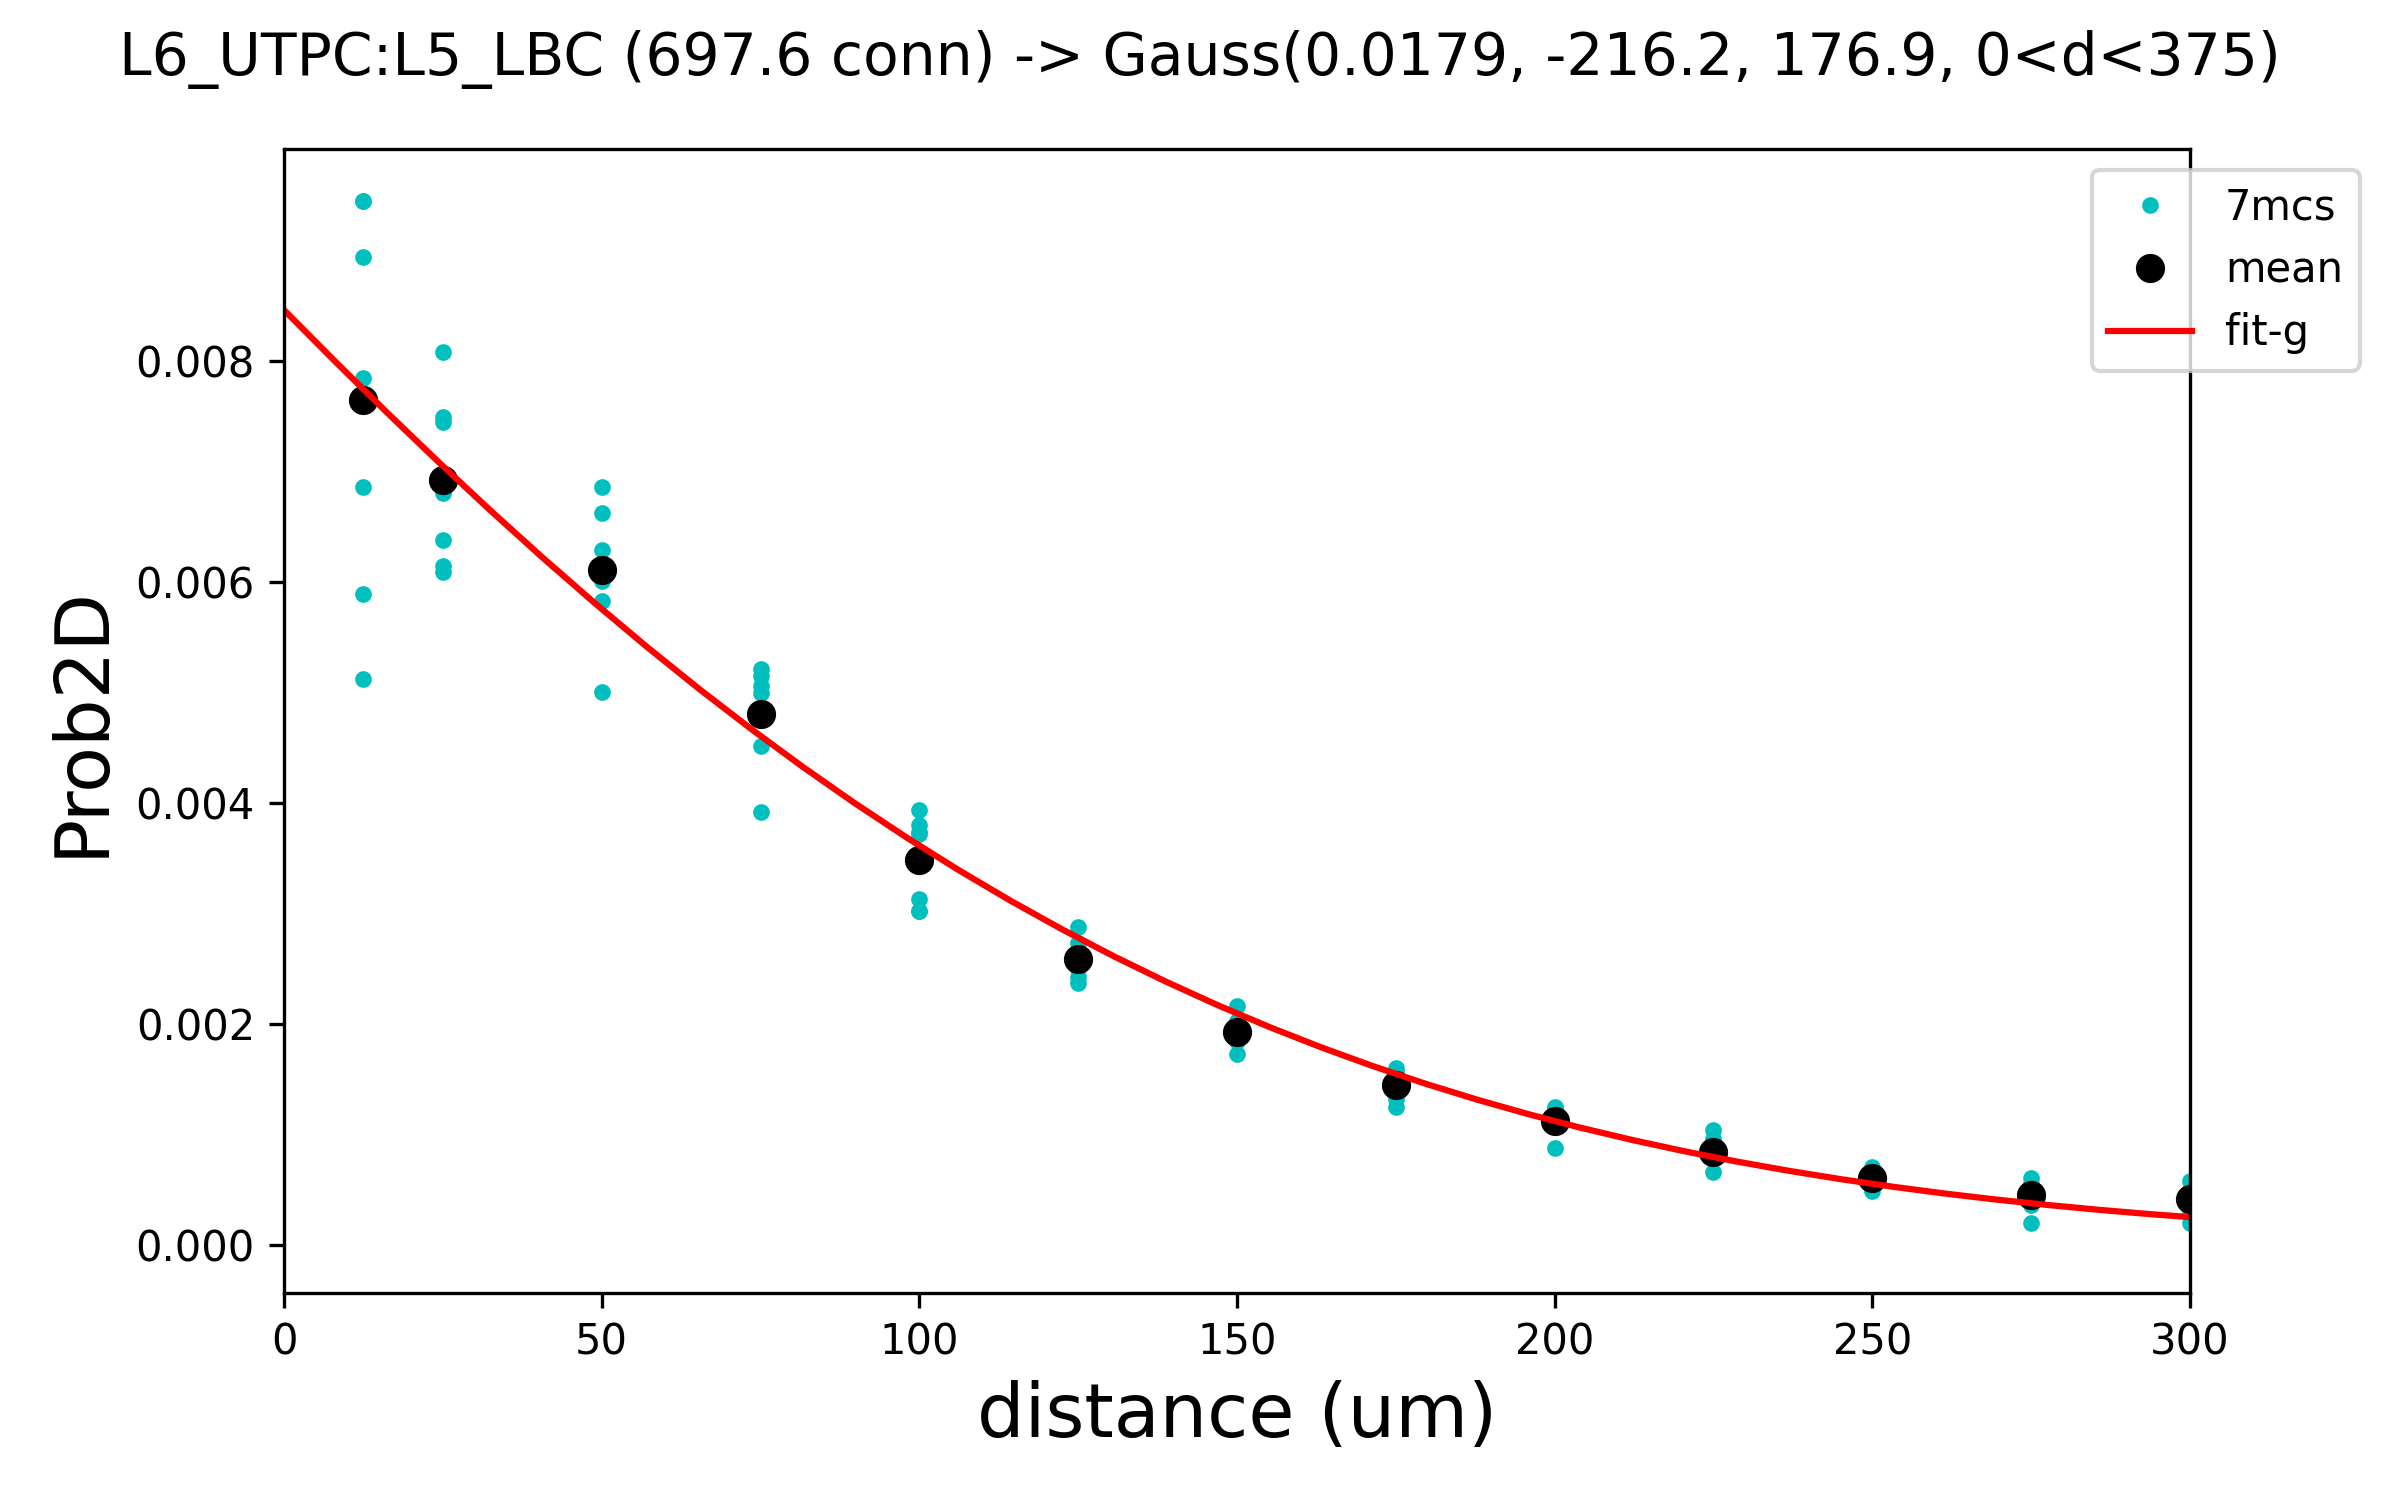 L6_UTPC:L5_LBC (697.6 conn) -> Gauss(0.0179, -216.2, 176.9, 0<d<375)
7mcs
mean
fit-g
Prob2D
0.008
0.006
0.004
0.002
0.000
0 50 100 150 200 250 300
distance (um)